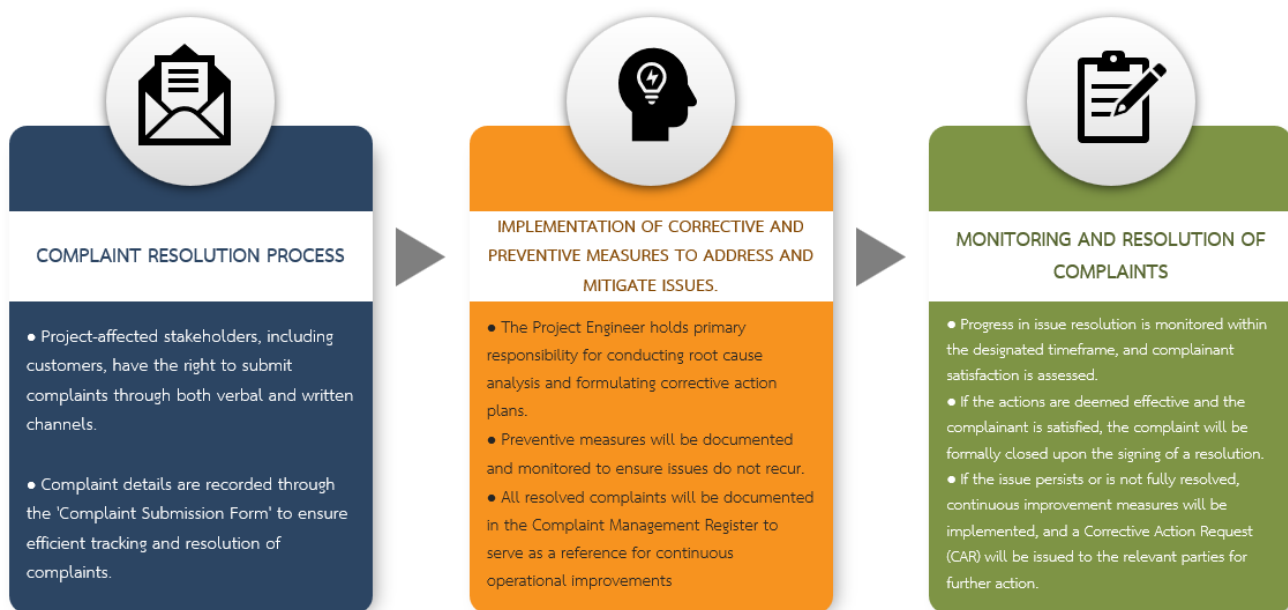 COMPLAINT RESOLUTION PROCESS
● Project-affected stakeholders, including
customers, have the right to submit
complaints through both verbal and written
channels.
● Complaint details are recorded through
the 'Complaint Submission Form' to ensure
efficient tracking and resolution of
complaints.
IMPLEMENTATION OF CORRECTIVE AND
PREVENTIVE MEASURES TO ADDRESS AND
MITIGATE ISSUES.
● The Project Engineer holds primary
responsibility for conducting root cause
analysis and formulating corrective action
plans.
● Preventive measures will be documented
and monitored to ensure issues do not recur.
● All resolved complaints will be documented
in the Complaint Management Register to
serve as a reference for continuous
operational improvements
MONITORING AND RESOLUTION OF
COMPLAINTS
● Progress in issue resolution is monitored within
the designated timeframe, and complainant
satisfaction is assessed.
● If the actions are deemed effective and the
complainant is satisfied, the complaint will be
formally closed upon the signing of a resolution.
● If the issue persists or is not fully resolved,
continuous improvement measures will be
implemented, and a Corrective Action Request
(CAR) will be issued to the relevant parties for
further action.